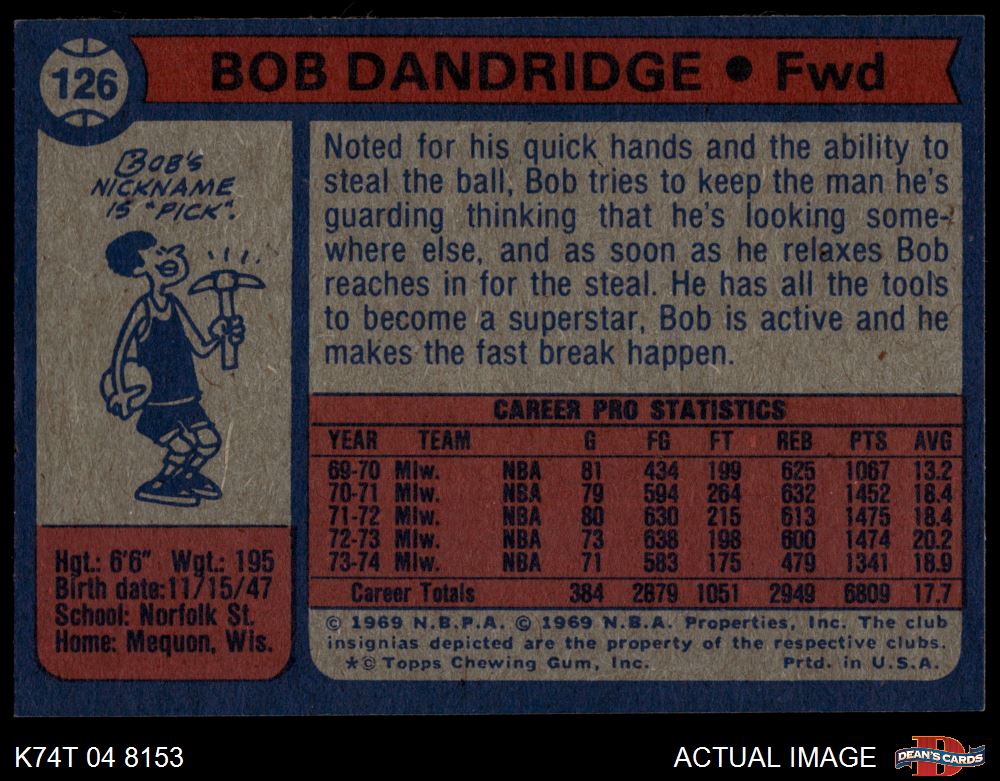 126
BOB DANDRIDGE • Fwd
BOB'S
NICKNAME
IS "PICK".
Noted for his quick hands and the ability to
steal the ball, Bob tries to keep the man he's
guarding thinking that he's looking some-
where else, and as soon as he relaxes Bob
reaches in for the steal. He has all the tools
to become a superstar, Bob is active and he
makes the fast break happen.
CAREER PRO STATISTICS
YEAR TEAM G FG FT REB PTS AVG
69-70 Mlw. NBA 81 434 199 625 1067 13.2
70-71 Mlw. NBA 79 594 264 632 1452 18.4
71-72 Mlw. NBA 80 630 215 613 1475 18.4
72-73 Mlw. NBA 73 638 198 600 1474 20.2
73-74 Mlw. NBA 71 583 175 479 1341 18.9
Career Totals 384 2879 1051 2949 6809 17.7
Hgt.: 6'6" Wgt.: 195
Birth date:11/15/47
School: Norfolk St.
Home: Mequon, Wis.
© 1969 N.B.P.A. © 1969 N.B.A. Properties, Inc. The club
insignias depicted are the property of the respective clubs.
*© Topps Chewing Gum, Inc. Prtd. in U.S.A.
K74T 04 8153
ACTUAL IMAGE
D
DEAN'S CARDS